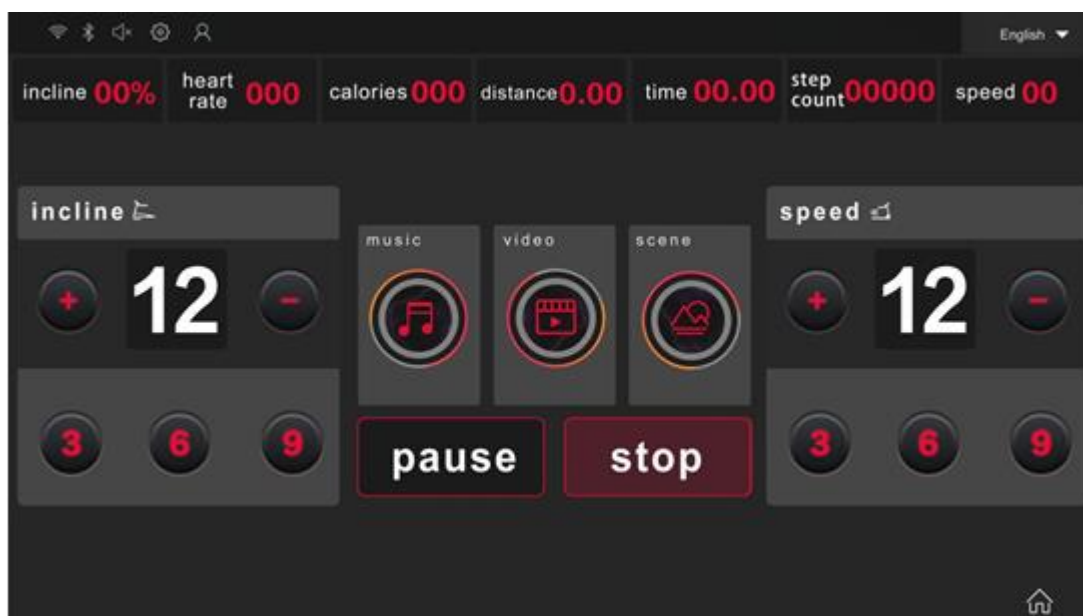 English
incline 00%
heart rate 000
calories 000
distance 0.00
time 00.00
step count 00000
speed 00
incline
+ 12 -
3 6 9
music
video
scene
pause
stop
speed
+ 12 -
3 6 9